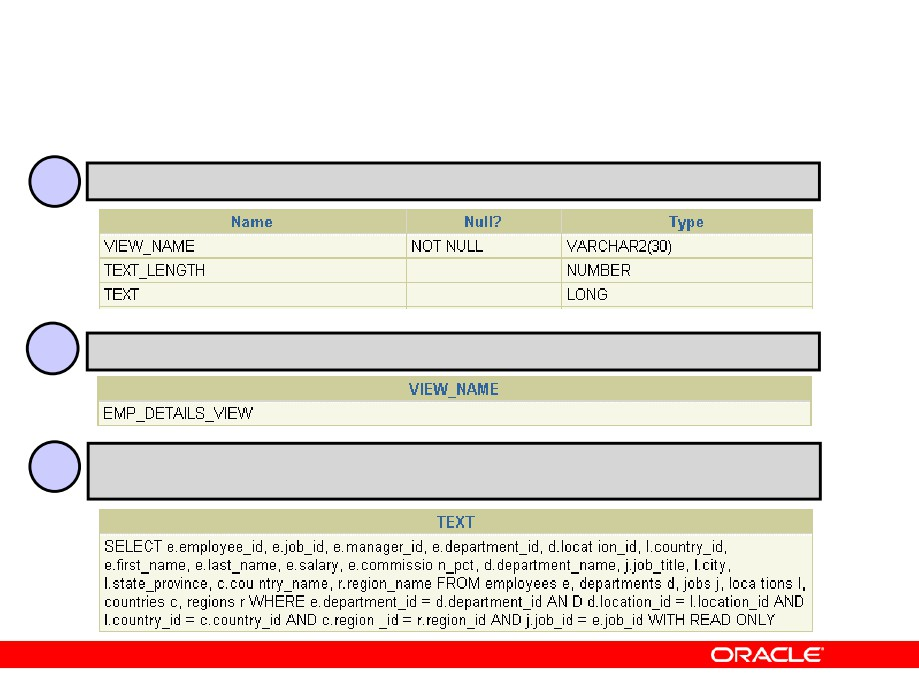 Name Null? Type
VIEW_NAME NOT NULL VARCHAR2(30)
TEXT_LENGTH NUMBER
TEXT LONG
VIEW_NAME
EMP_DETAILS_VIEW
TEXT
SELECT e.employee_id, e.job_id, e.manager_id, e.department_id, d.locat ion_id, l.country_id,
e.first_name, e.last_name, e.salary, e.commissio n_pct, d.department_name, j.job_title, l.city,
l.state_province, c.cou ntry_name, r.region_name FROM employees e, departments d, jobs j, loca tions l,
countries c, regions r WHERE e.department_id = d.department_id AN D d.location_id = l.location_id AND
l.country_id = c.country_id AND c.region _id = r.region_id AND j.job_id = e.job_id WITH READ ONLY
ORACLE